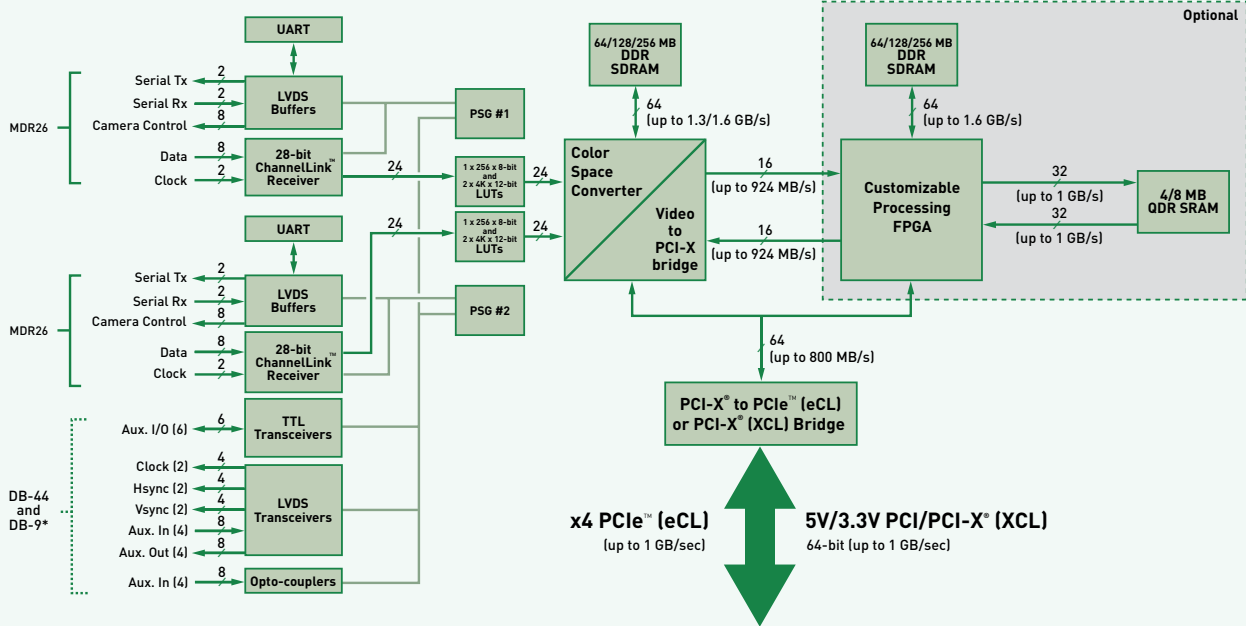 Optional
UART
64/128/256 MB
DDR
SDRAM
64/128/256 MB
DDR
SDRAM
MDR26
Serial Tx
2
Serial Rx
2
Camera Control
8
LVDS
Buffers
PSG #1
64
(up to 1.3/1.6 GB/s)
64
(up to 1.6 GB/s)
Data
8
Clock
2
28-bit
ChannelLink™
Receiver
24
1 x 256 x 8-bit
and
2 x 4K x 12-bit
LUTs
24
Color
Space
Converter
Video
to
PCI-X
bridge
16
(up to 924 MB/s)
16
(up to 924 MB/s)
Customizable
Processing
FPGA
32
(up to 1 GB/s)
32
(up to 1 GB/s)
4/8 MB
QDR SRAM
UART
24
1 x 256 x 8-bit
and
2 x 4K x 12-bit
LUTs
24
MDR26
Serial Tx
2
Serial Rx
2
Camera Control
8
LVDS
Buffers
PSG #2
Data
8
Clock
2
28-bit
ChannelLink™
Receiver
64
(up to 800 MB/s)
PCI-X® to PCIe™ (eCL)
or PCI-X® (XCL) Bridge
DB-44
and
DB-9*
Aux. I/O (6)
6
TTL
Transceivers
Clock (2)
4
Hsync (2)
4
Vsync (2)
4
Aux. In (4)
8
Aux. Out (4)
8
LVDS
Transceivers
Aux. In (4)
8
Opto-couplers
x4 PCIe™ (eCL)
(up to 1 GB/sec)
5V/3.3V PCI/PCI-X® (XCL)
64-bit (up to 1 GB/sec)